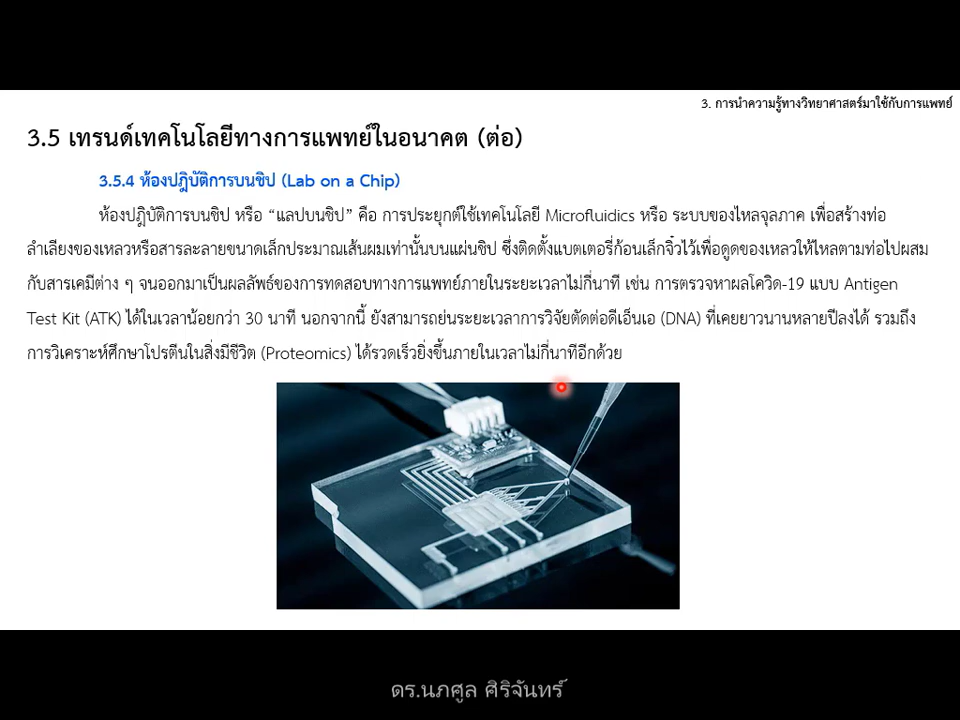 3. การนำความรู้ทางวิทยาศาสตร์มาใช้กับการแพทย์
3.5 เทรนด์เทคโนโลยีทางการแพทย์ในอนาคต (ต่อ)
3.5.4 ห้องปฎิบัติการบนชิป (Lab on a Chip)
ห้องปฎิบัติการบนชิป หรือ “แลปบนชิป” คือ การประยุกต์ใช้เทคโนโลยี Microfluidics หรือ ระบบของไหลจุลภาค เพื่อสร้างท่อ
ลำเลียงของเหลวหรือสารละลายขนาดเล็กประมาณเส้นผมเท่านั้นบนแผ่นชิป ซึ่งติดตั้งแบตเตอรี่ก้อนเล็กจิ๋วไว้เพื่อดูดของเหลวให้ไหลตามท่อไปผสม
กับสารเคมีต่าง ๆ จนออกมาเป็นผลลัพธ์ของการทดสอบทางการแพทย์ภายในระยะเวลาไม่กี่นาที เช่น การตรวจหาผลโควิด-19 แบบ Antigen
Test Kit (ATK) ได้ในเวลาน้อยกว่า 30 นาที นอกจากนี้ ยังสามารถย่นระยะเวลาการวิจัยตัดต่อดีเอ็นเอ (DNA) ที่เคยยาวนานหลายปีลงได้ รวมถึง
การวิเคราะห์ศึกษาโปรตีนในสิ่งมีชีวิต (Proteomics) ได้รวดเร็วยิ่งขึ้นภายในเวลาไม่กี่นาทีอีกด้วย
ดร.นภศูล ศิริจันทร์